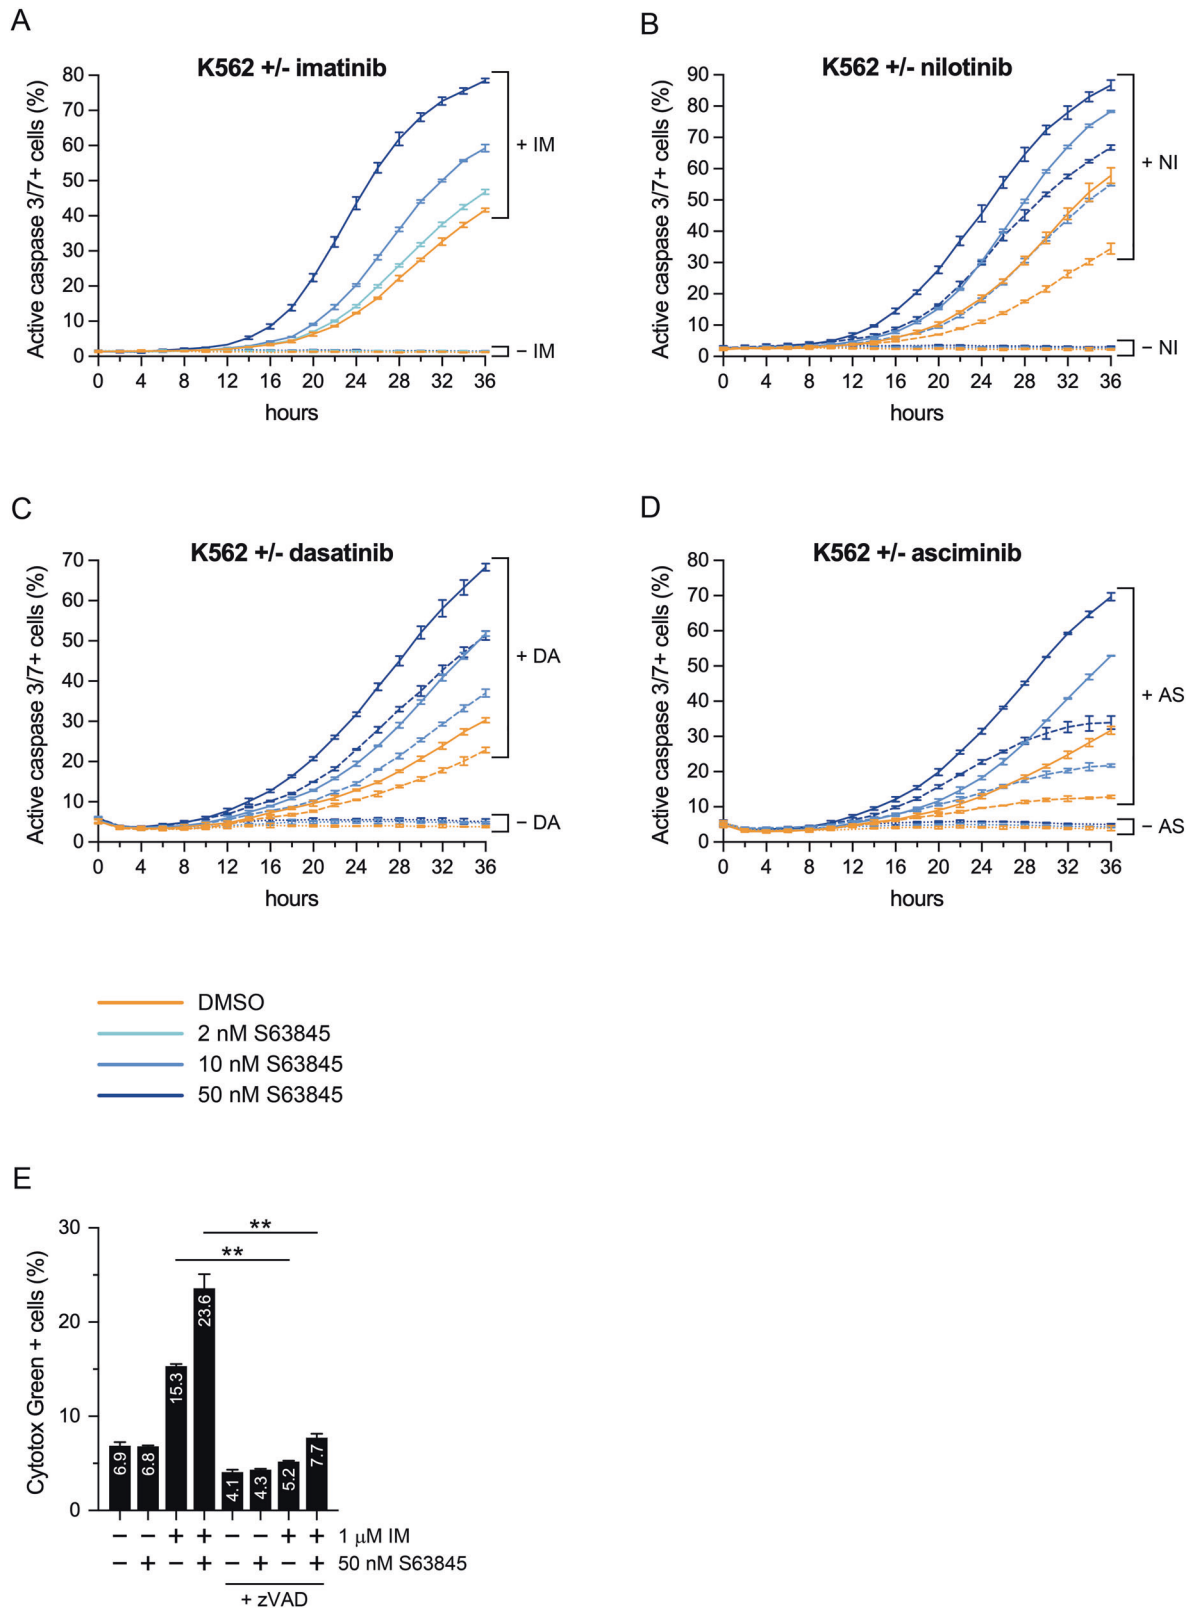 A
K562 +/- imatinib
Active caspase 3/7+ cells (%)
80
70
60
50
40
30
20
10
0
0 4 8 12 16 20 24 28 32 36
hours
+ IM
– IM
B
K562 +/- nilotinib
Active caspase 3/7+ cells (%)
90
80
70
60
50
40
30
20
10
0
0 4 8 12 16 20 24 28 32 36
hours
+ NI
– NI
C
K562 +/- dasatinib
Active caspase 3/7+ cells (%)
70
60
50
40
30
20
10
0
0 4 8 12 16 20 24 28 32 36
hours
+ DA
– DA
D
K562 +/- asciminib
Active caspase 3/7+ cells (%)
80
70
60
50
40
30
20
10
0
0 4 8 12 16 20 24 28 32 36
hours
+ AS
– AS
DMSO
2 nM S63845
10 nM S63845
50 nM S63845
E
Cytotox Green + cells (%)
30
20
10
0
** 
**
6.9 6.8 15.3 23.6 4.1 4.3 5.2 7.7
– – + + – – + + 1 μM IM
– + – + – + – + 50 nM S63845
+ zVAD